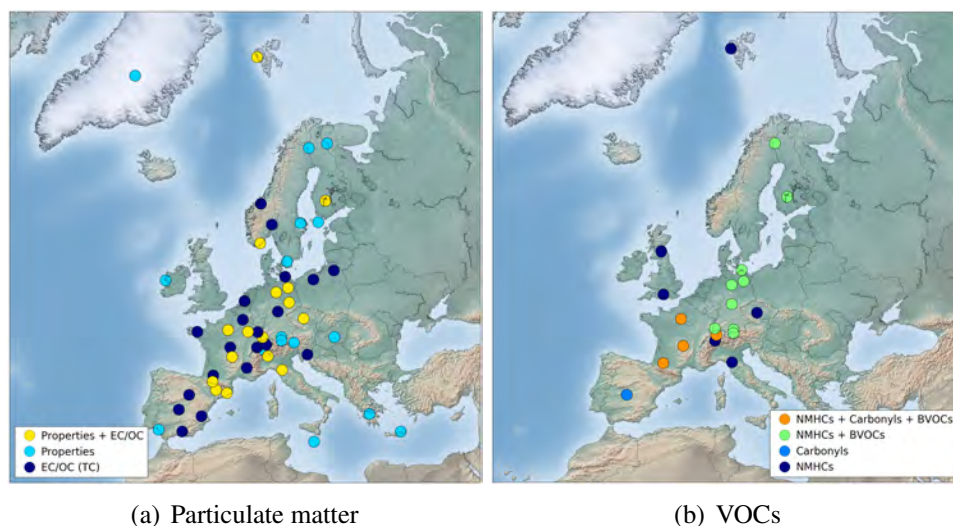 Properties + EC/OC
Properties
EC/OC (TC)
NMHCs + Carbonyls + BVOCs
NMHCs + BVOCs
Carbonyls
NMHCs
(a) Particulate matter
(b) VOCs